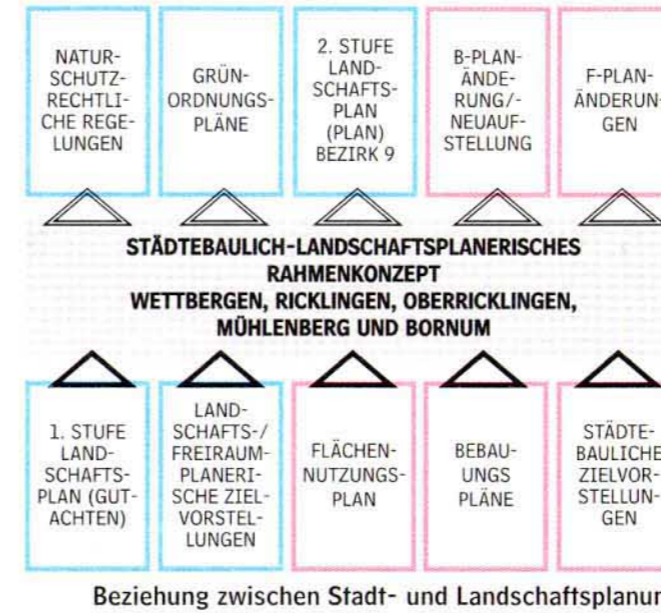 NATUR-
SCHUTZ-
RECHTLI-
CHE REGE-
LUNGEN
GRÜN-
ORDNUNGS-
PLÄNE
2. STUFE
LAND-
SCHAFTS-
PLAN
(PLAN)
BEZIRK 9
B-PLAN-
ÄNDE-
RUNG/-
NEUAUF-
STELLUNG
F-PLAN-
ÄNDERUN-
GEN
STÄDTEBAULICH-LANDSCHAFTSPLANERISCHES
RAHMENKONZEPT
WETTBERGEN, RICKLINGEN, OBERRICKLINGEN,
MÜHLENBERG UND BORNUM
1. STUFE
LAND-
SCHAFTS-
PLAN (GUT-
ACHTEN)
LAND-
SCHAFTS-/
FREIRAUM-
PLANERI-
SCHE ZIEL-
VORSTEL-
LUNGEN
FLÄCHEN-
NUTZUNGS-
PLAN
BEBAU-
UNGS
PLÄNE
STÄDTE-
BAULICHE
ZIELVOR-
STELLUN-
GEN
Beziehung zwischen Stadt- und Landschaftsplanun